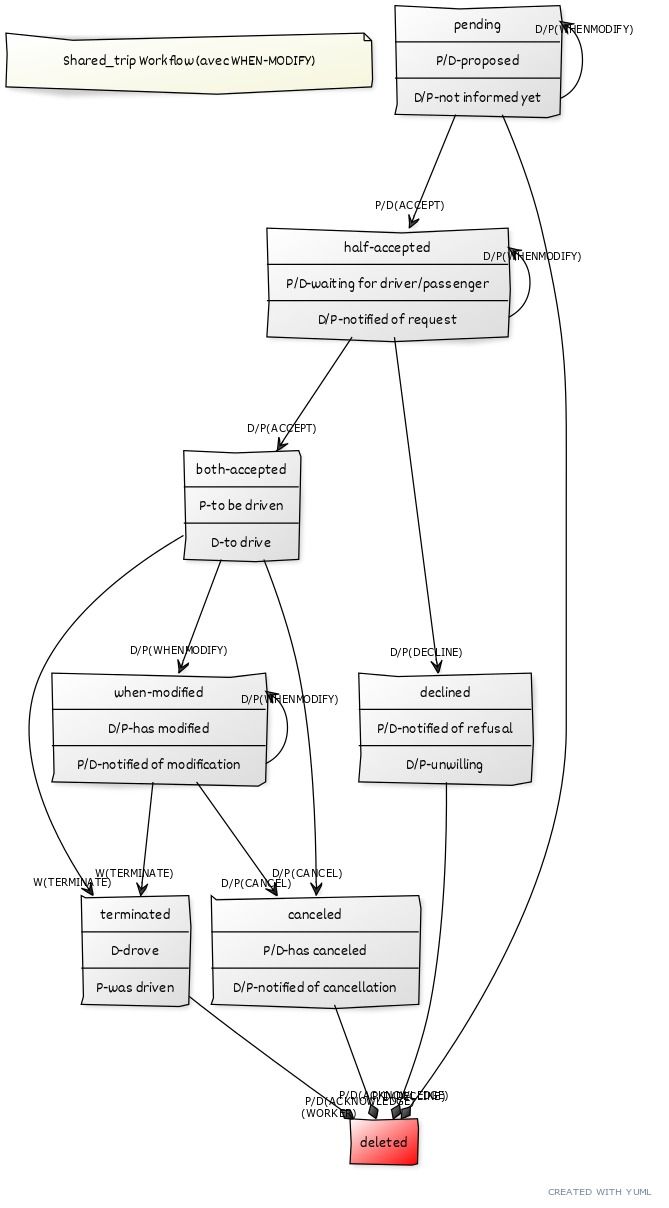 Shared_trip Workflow (avec WHEN-MODIFY)
pending
P/D-proposed
D/P-not informed yet
D/P(WHENMODIFY)
P/D(ACCEPT)
half-accepted
P/D-waiting for driver/passenger
D/P-notified of request
D/P(WHENMODIFY)
D/P(ACCEPT)
both-accepted
P-to be driven
D-to drive
D/P(WHENMODIFY)
D/P(DECLINE)
when-modified
D/P-has modified
P/D-notified of modification
D/P(WHENMODIFY)
declined
P/D-notified of refusal
D/P-unwilling
W(TERMINATE)
W(TERMINATE)
D/P(CANCEL)
D/P(CANCEL)
terminated
D-drove
P-was driven
canceled
P/D-has canceled
D/P-notified of cancellation
P/D(ACKNOWLEDGE)
P/D(ACKNOWLEDGE)
(WORKER)
deleted
CREATED WITH YUML